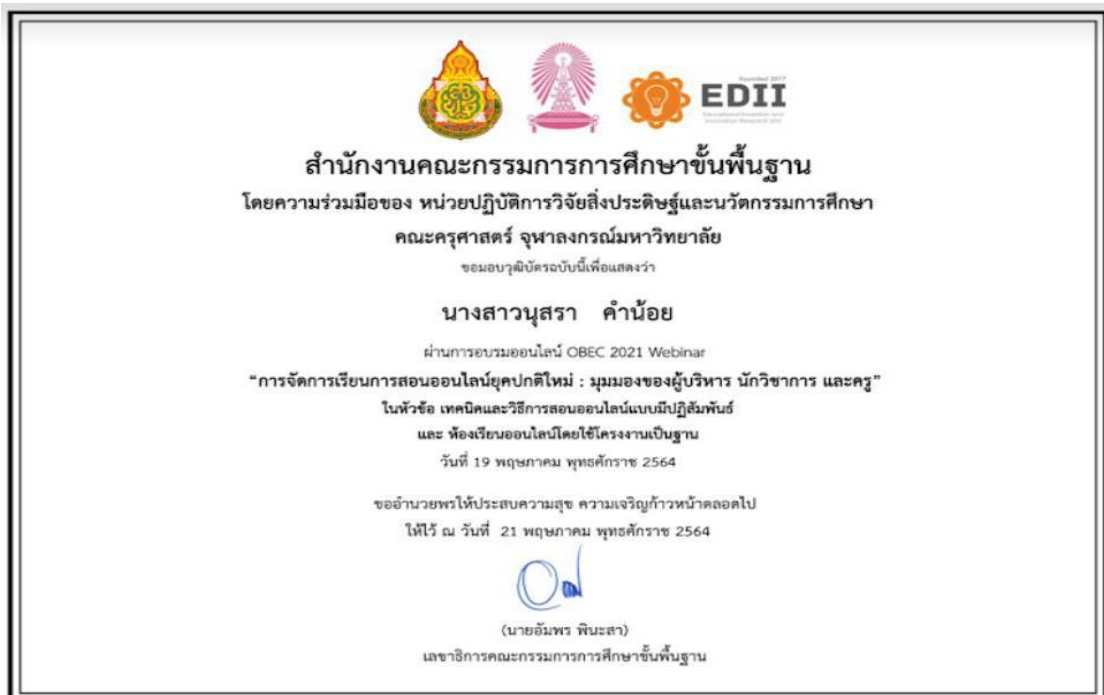 Founded 2017
EDII
Educational Invention and
Innovation Research Unit
สำนักงานคณะกรรมการการศึกษาขั้นพื้นฐาน
โดยความร่วมมือของ หน่วยปฏิบัติการวิจัยสิ่งประดิษฐ์และนวัตกรรมการศึกษา
คณะครุศาสตร์ จุฬาลงกรณ์มหาวิทยาลัย
ขอมอบวุฒิบัตรฉบับนี้เพื่อแสดงว่า
นางสาวนุสรา คำน้อย
ผ่านการอบรมออนไลน์ OBEC 2021 Webinar
“การจัดการเรียนการสอนออนไลน์ยุคปกติใหม่ : มุมมองของผู้บริหาร นักวิชาการ และครู”
ในหัวข้อ เทคนิคและวิธีการสอนออนไลน์แบบมีปฏิสัมพันธ์
และ ห้องเรียนออนไลน์โดยใช้โครงงานเป็นฐาน
วันที่ 19 พฤษภาคม พุทธศักราช 2564
ขออำนวยพรให้ประสบความสุข ความเจริญก้าวหน้าตลอดไป
ให้ไว้ ณ วันที่ 21 พฤษภาคม พุทธศักราช 2564
(นายอัมพร พินะสา)
เลขาธิการคณะกรรมการการศึกษาขั้นพื้นฐาน